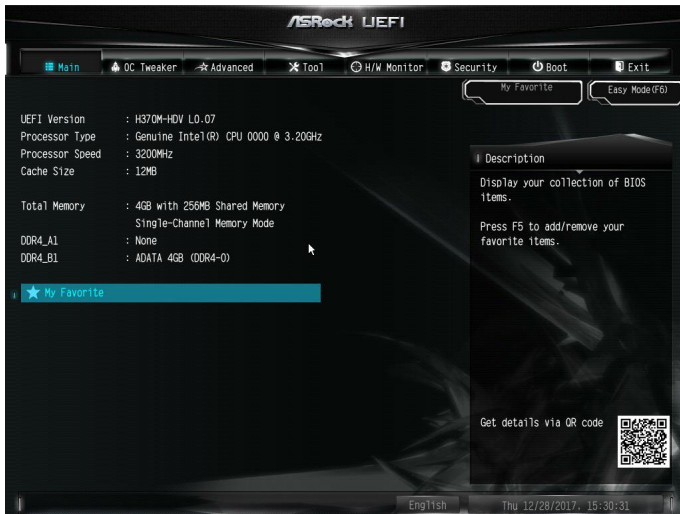 ASRock UEFI
Main OC Tweaker Advanced Tool H/W Monitor Security Boot Exit
My Favorite Easy Mode(F6)
UEFI Version : H370M-HDV L0.07
Processor Type : Genuine Intel(R) CPU 0000 @ 3.20GHz
Processor Speed : 3200MHz
Cache Size : 12MB
Total Memory : 4GB with 256MB Shared Memory
Single-Channel Memory Mode
DDR4_A1 : None
DDR4_B1 : ADATA 4GB (DDR4-0)
My Favorite
Description
Display your collection of BIOS
items.
Press F5 to add/remove your
favorite items.
Get details via QR code
English Thu 12/28/2017. 15:30:31